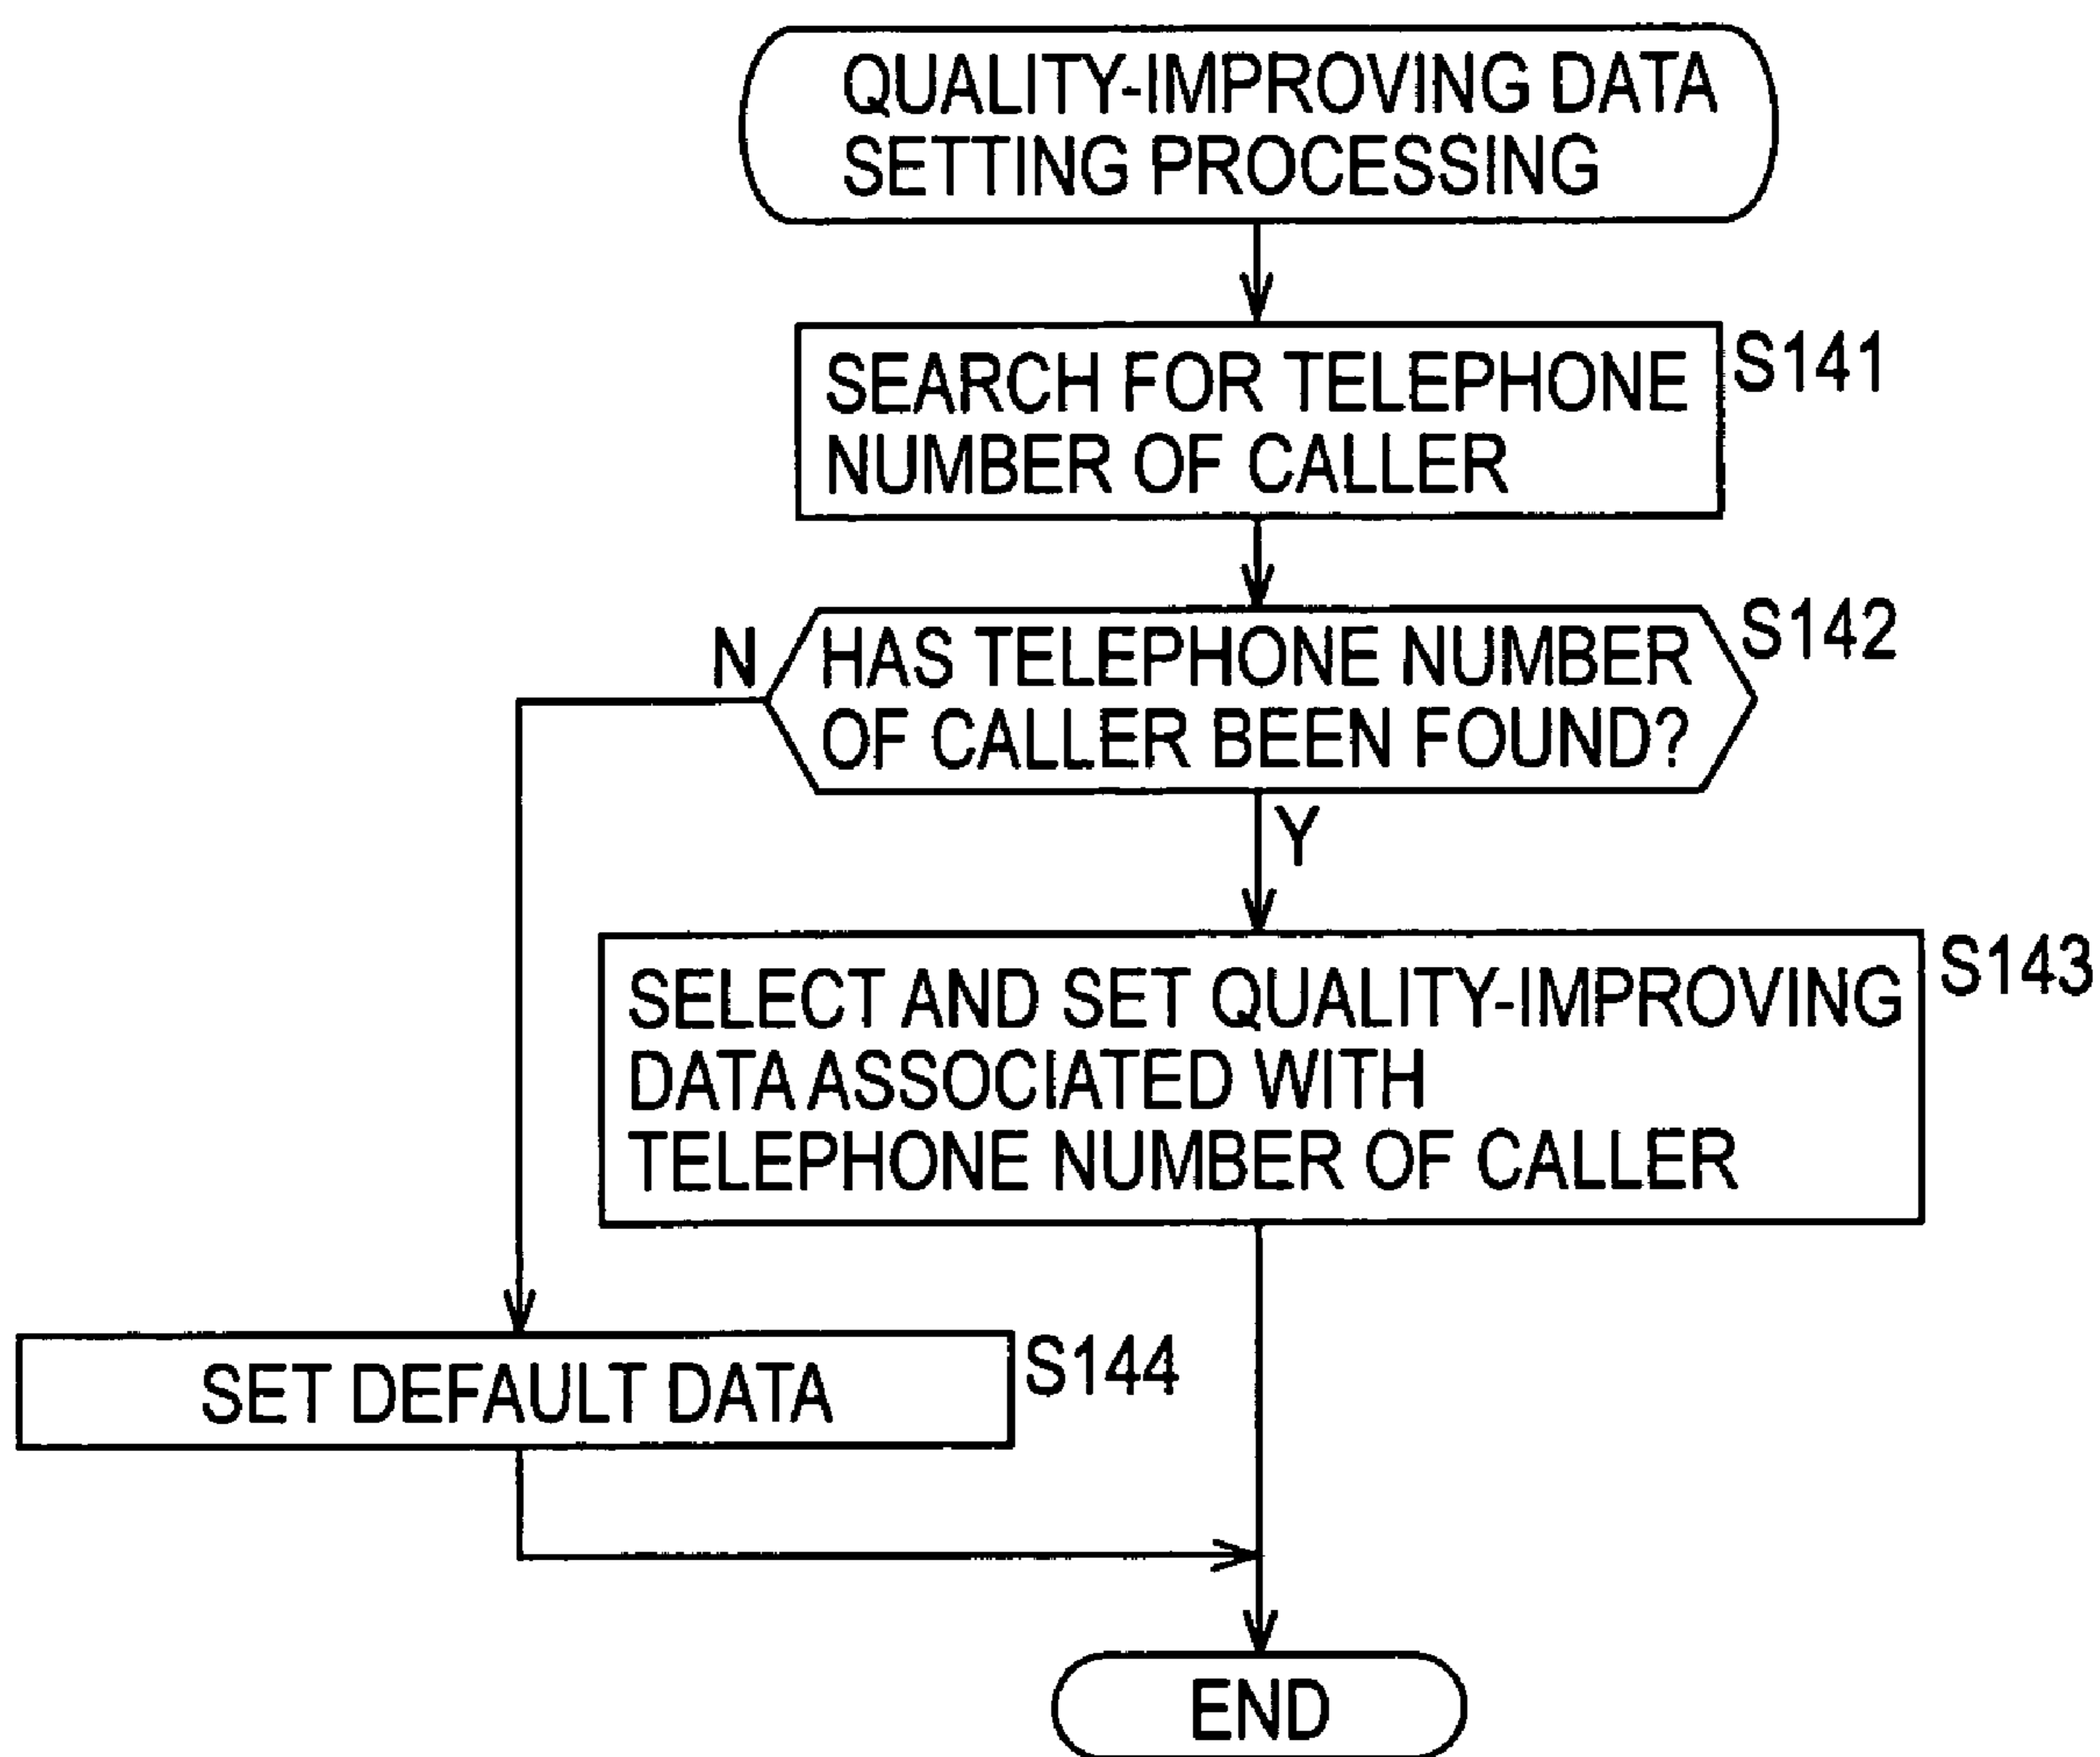 QUALITY-IMPROVING DATA
SETTING PROCESSING
SEARCH FOR TELEPHONE
NUMBER OF CALLER
S141
HAS TELEPHONE NUMBER
OF CALLER BEEN FOUND?
S142
N
Y
SELECT AND SET QUALITY-IMPROVING
DATA ASSOCIATED WITH
TELEPHONE NUMBER OF CALLER
S143
SET DEFAULT DATA
S144
END